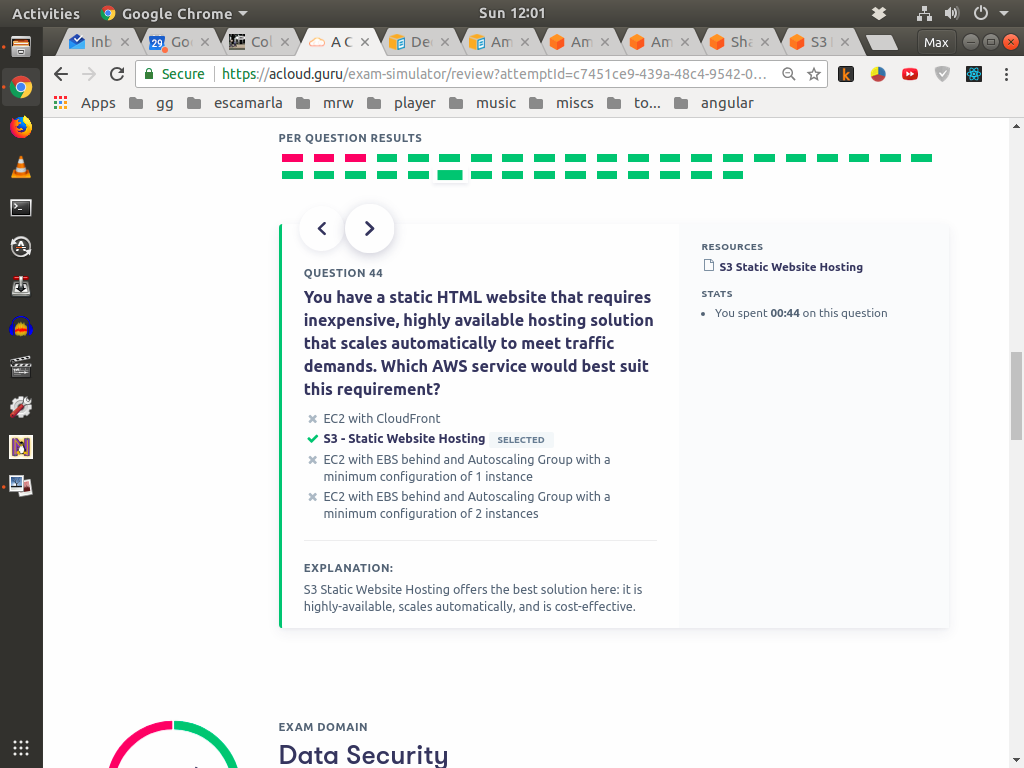 Activities Google Chrome Sun 12:01
Inb Go Col A C De Am Am Am Sha S3 Max
29
Secure https://acloud.guru/exam-simulator/review?attemptId=c7451ce9-439a-48c4-9542-0...
Apps gg escamarla mrw player music miscs to... angular
PER QUESTION RESULTS
QUESTION 44
You have a static HTML website that requires
inexpensive, highly available hosting solution
that scales automatically to meet traffic
demands. Which AWS service would best suit
this requirement?
EC2 with CloudFront
S3 - Static Website Hosting SELECTED
EC2 with EBS behind and Autoscaling Group with a
minimum configuration of 1 instance
EC2 with EBS behind and Autoscaling Group with a
minimum configuration of 2 instances
EXPLANATION:
S3 Static Website Hosting offers the best solution here: it is
highly-available, scales automatically, and is cost-effective.
RESOURCES
S3 Static Website Hosting
STATS
• You spent 00:44 on this question
EXAM DOMAIN
Data Security